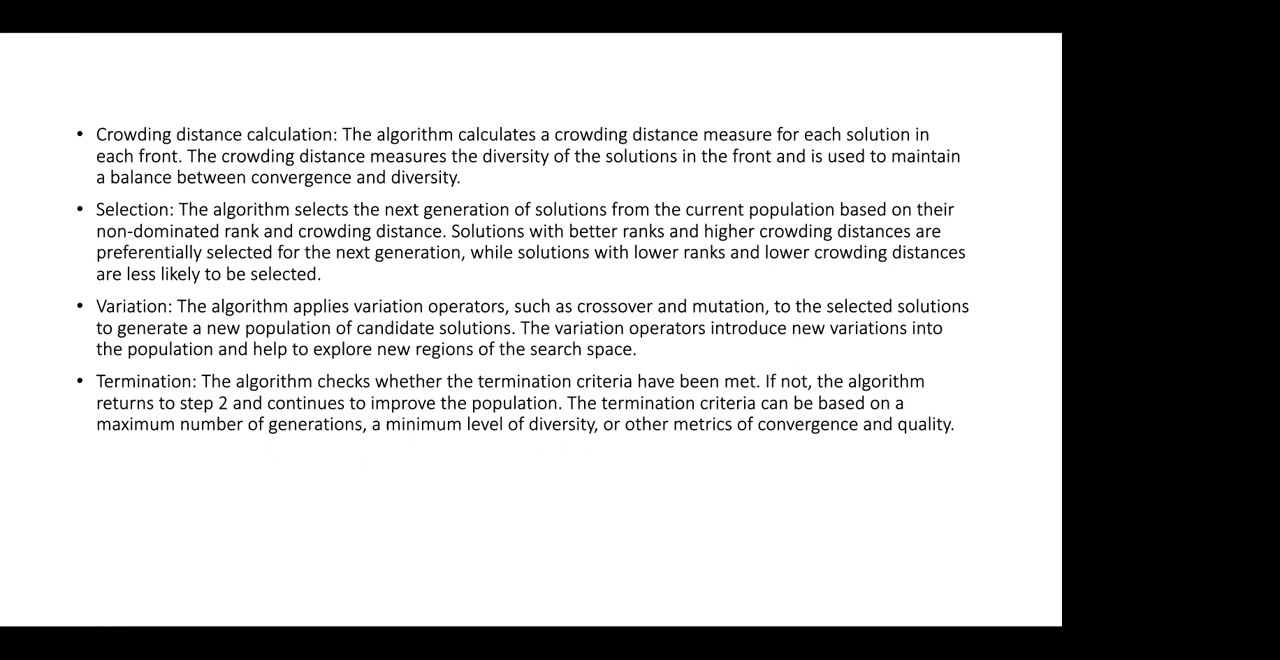 • Crowding distance calculation: The algorithm calculates a crowding distance measure for each solution in
each front. The crowding distance measures the diversity of the solutions in the front and is used to maintain
a balance between convergence and diversity.
• Selection: The algorithm selects the next generation of solutions from the current population based on their
non-dominated rank and crowding distance. Solutions with better ranks and higher crowding distances are
preferentially selected for the next generation, while solutions with lower ranks and lower crowding distances
are less likely to be selected.
• Variation: The algorithm applies variation operators, such as crossover and mutation, to the selected solutions
to generate a new population of candidate solutions. The variation operators introduce new variations into
the population and help to explore new regions of the search space.
• Termination: The algorithm checks whether the termination criteria have been met. If not, the algorithm
returns to step 2 and continues to improve the population. The termination criteria can be based on a
maximum number of generations, a minimum level of diversity, or other metrics of convergence and quality.